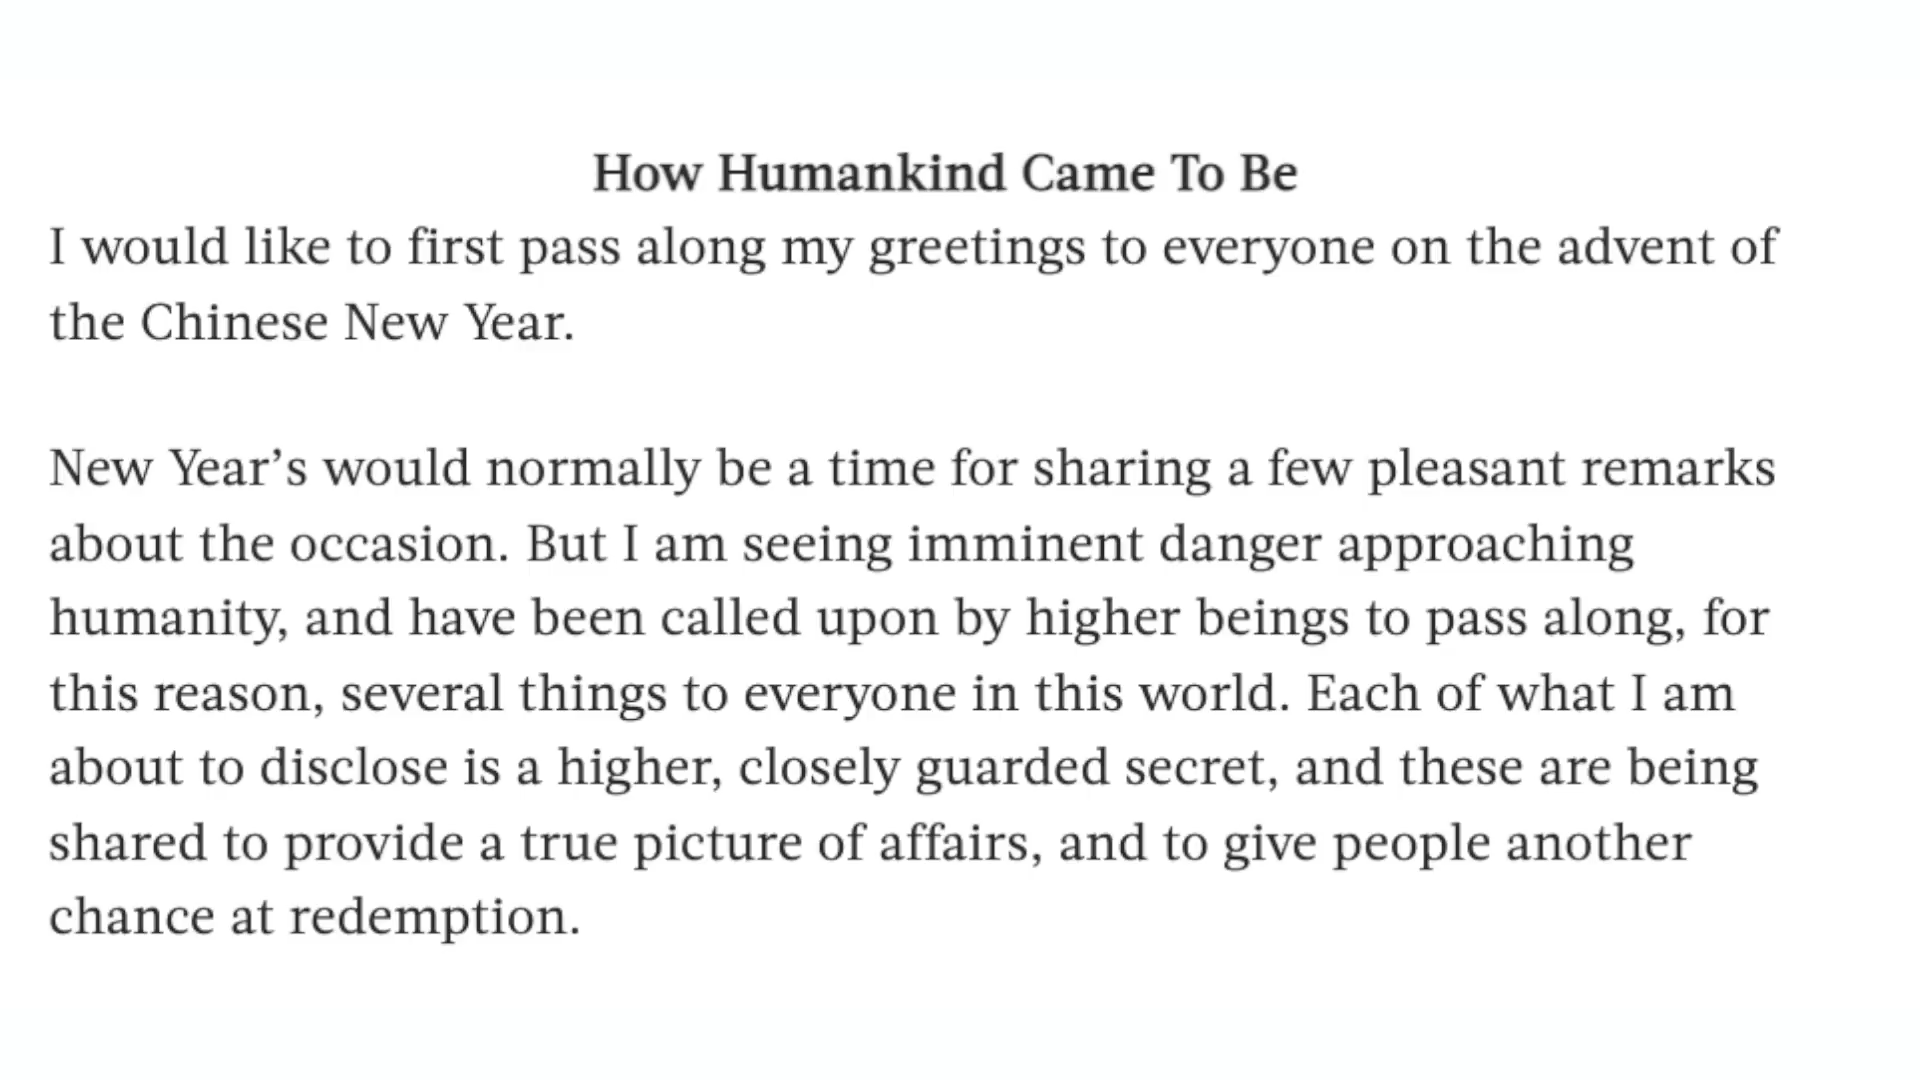 How Humankind Came To Be
I would like to first pass along my greetings to everyone on the advent of
the Chinese New Year.
New Year’s would normally be a time for sharing a few pleasant remarks
about the occasion. But I am seeing imminent danger approaching
humanity, and have been called upon by higher beings to pass along, for
this reason, several things to everyone in this world. Each of what I am
about to disclose is a higher, closely guarded secret, and these are being
shared to provide a true picture of affairs, and to give people another
chance at redemption.